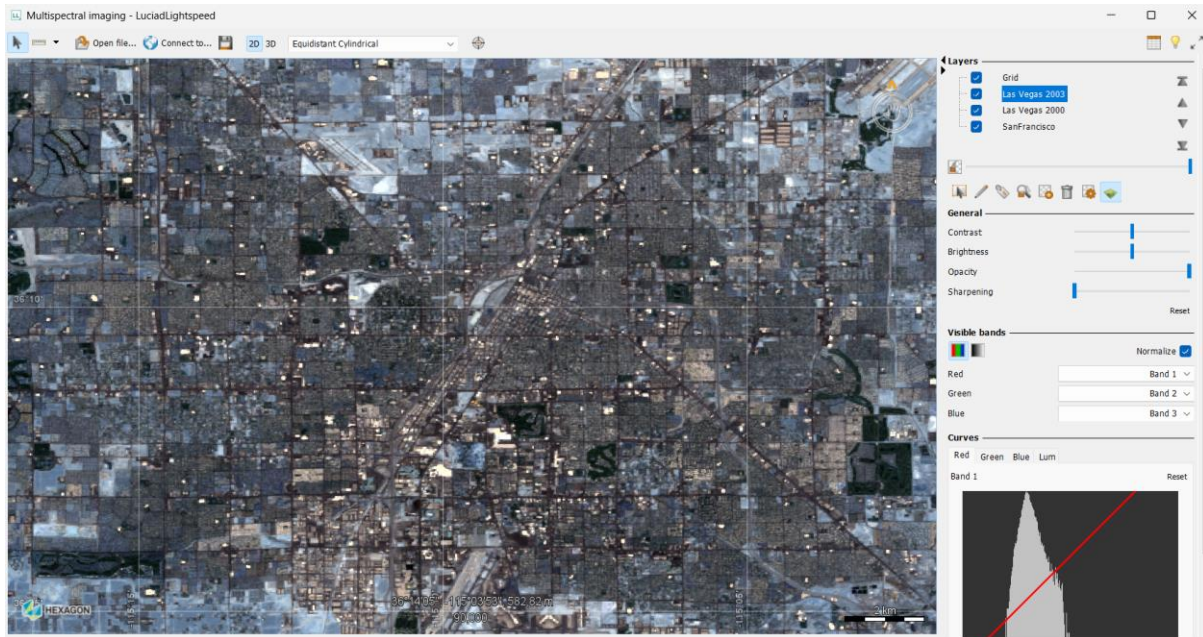 Multispectral imaging - LuciadLightspeed
Open file... Connect to... 2D 3D Equidistant Cylindrical
Layers
Grid
Las Vegas 2003
Las Vegas 2000
SanFrancisco
General
Contrast
Brightness
Opacity
Sharpening
Reset
Visible bands
Normalize
Red Band 1
Green Band 2
Blue Band 3
Curves
Red Green Blue Lum
Band 1 Reset
36°10'
HEXAGON
2 km